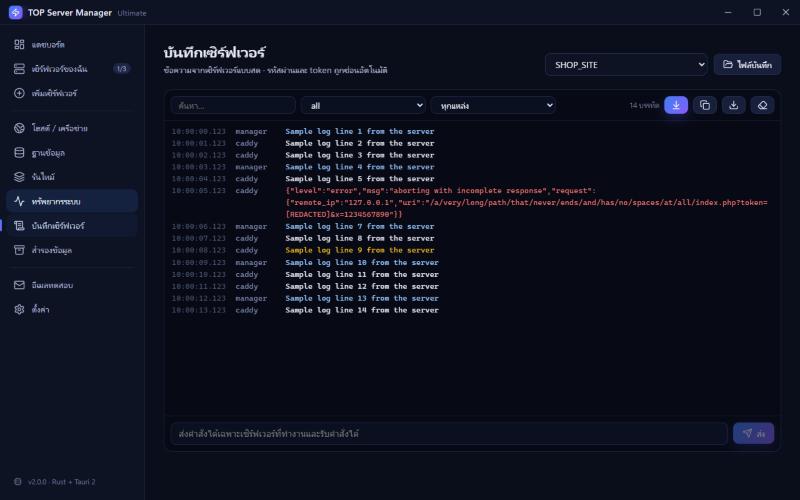 TOP Server Manager Ultimate
แดชบอร์ด
เซิร์ฟเวอร์ของฉัน 1/3
เพิ่มเซิร์ฟเวอร์
โฮสต์ / เครือข่าย
ฐานข้อมูล
รันไทม์
ทรัพยากรระบบ
บันทึกเซิร์ฟเวอร์
สำรองข้อมูล
อีเมลทดสอบ
ตั้งค่า
v2.0.0 · Rust + Tauri 2
บันทึกเซิร์ฟเวอร์
ข้อความจากเซิร์ฟเวอร์แบบสด · รหัสผ่านและ token ถูกซ่อนอัตโนมัติ
SHOP_SITE
ไฟล์บันทึก
ค้นหา...
all
ทุกแหล่ง
14 บรรทัด
10:00:00.123 manager Sample log line 1 from the server
10:00:01.123 caddy Sample log line 2 from the server
10:00:02.123 caddy Sample log line 3 from the server
10:00:03.123 manager Sample log line 4 from the server
10:00:04.123 caddy Sample log line 5 from the server
10:00:05.123 caddy {"level":"error","msg":"aborting with incomplete response","request":
{"remote_ip":"127.0.0.1","uri":"/a/very/long/path/that/never/ends/and/has/no/spaces/at/all/index.php?token=
[REDACTED]&x=1234567890"}}
10:00:06.123 manager Sample log line 7 from the server
10:00:07.123 caddy Sample log line 8 from the server
10:00:08.123 caddy Sample log line 9 from the server
10:00:09.123 manager Sample log line 10 from the server
10:00:10.123 caddy Sample log line 11 from the server
10:00:11.123 caddy Sample log line 12 from the server
10:00:12.123 manager Sample log line 13 from the server
10:00:13.123 caddy Sample log line 14 from the server
ส่งคำสั่งได้เฉพาะเซิร์ฟเวอร์ที่ทำงานและรับคำสั่งได้
ส่ง